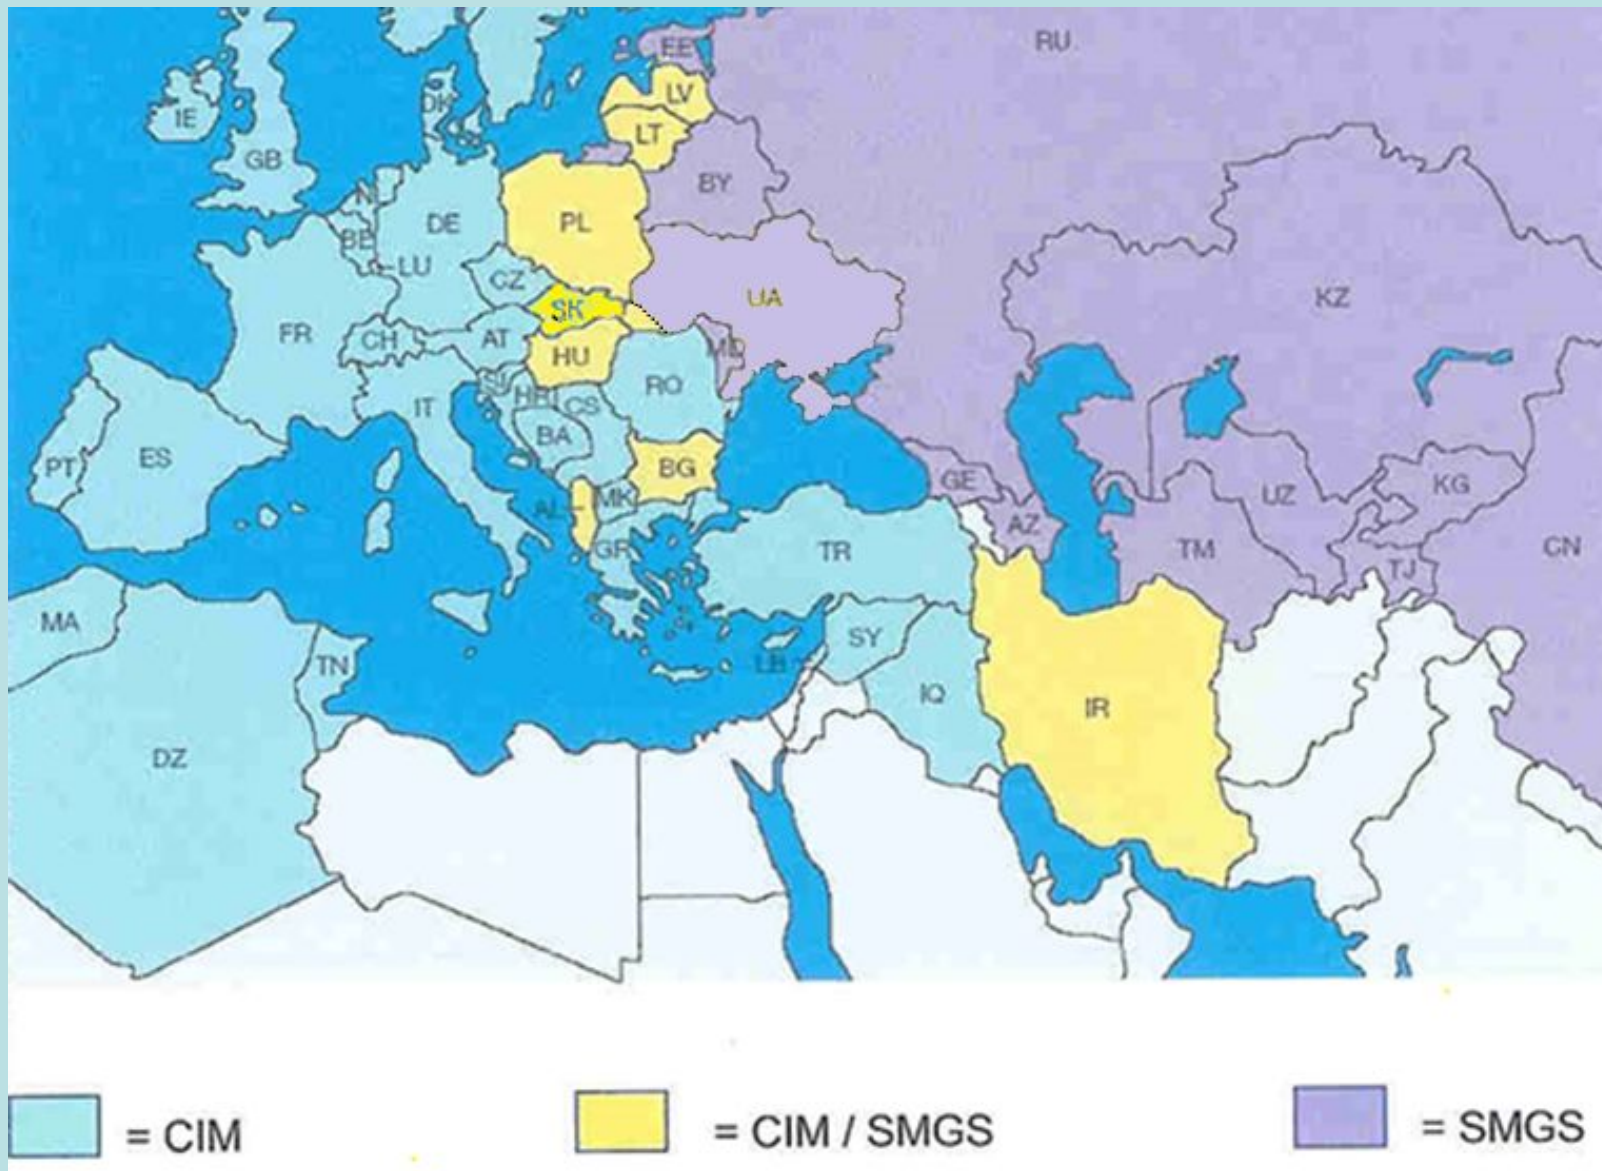 RU
EE
LV
DK
IE
LT
GB
BY
N
DE
PL
BE
LU
CZ
UA
KZ
SK
FR
CH
AT
HU
MD
RO
IT
HR
CS
BA
PT
ES
BG
GE
KG
MK
UZ
AL
AZ
GR
TR
TM
CN
TJ
MA
SY
TN
LB
IQ
IR
DZ
= CIM
= CIM / SMGS
= SMGS